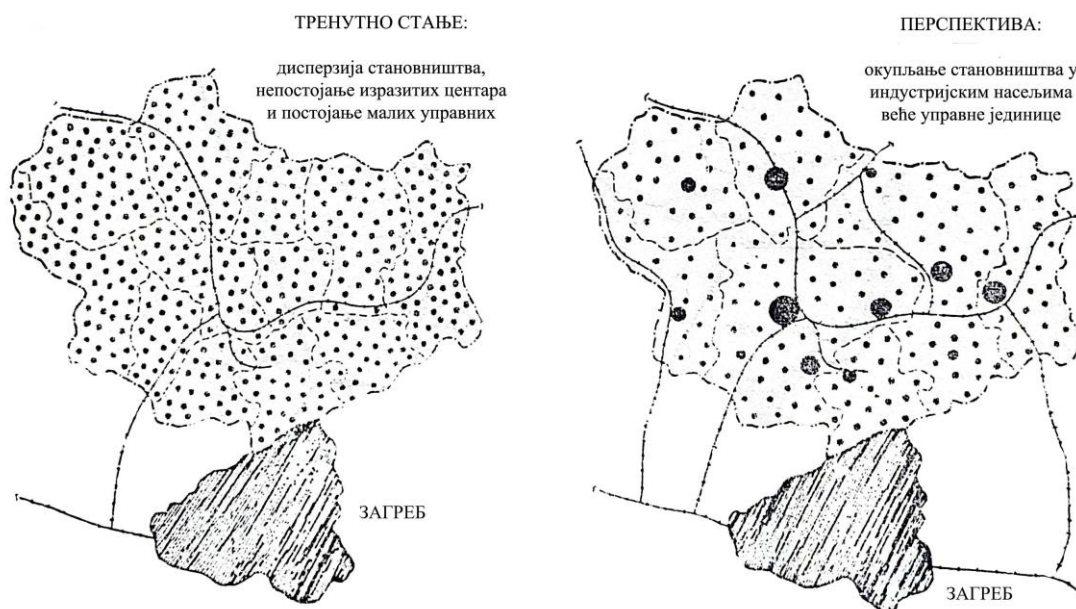 ТРЕНУТНО СТАЊЕ:
дисперзија становништва,
непостојање изразитих центара
и постојање малих управних
ЗАГРЕБ
ПЕРСПЕКТИВА:
окупљање становништва у
индустријским насељима
веће управне јединице
ЗАГРЕБ